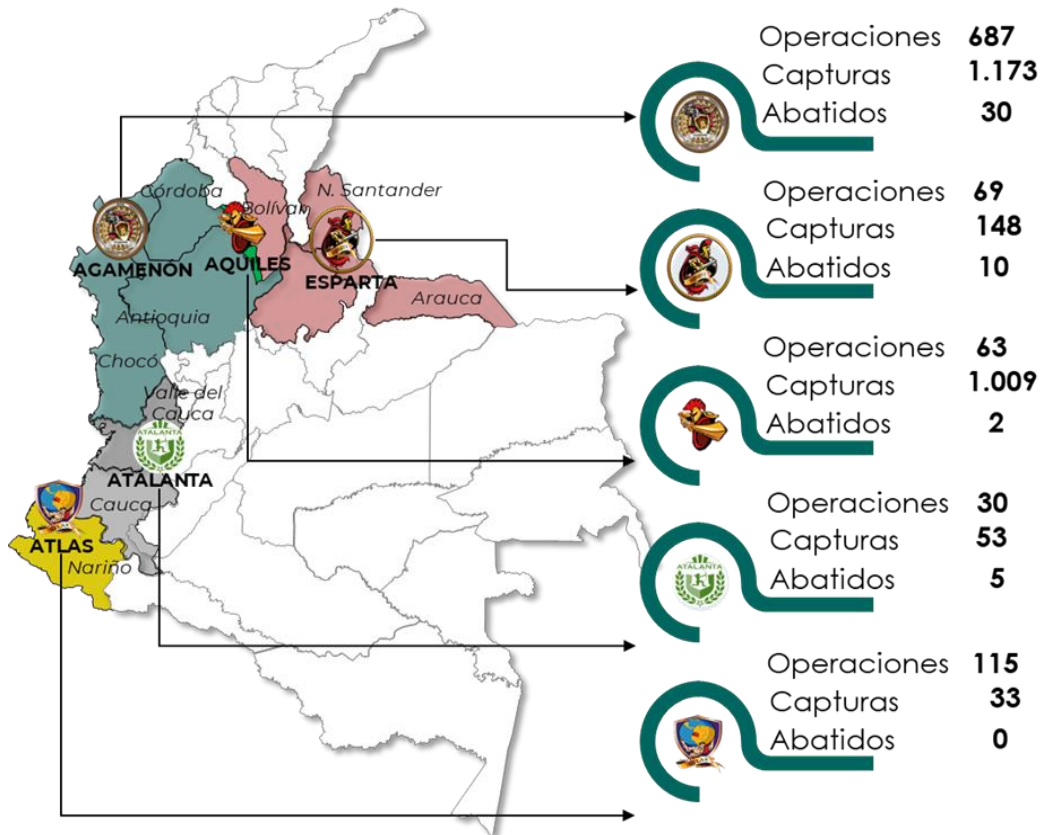 Córdoba
Bolívar
N. Santander
AGAMENÓN
AQUILES
ESPARTA
Arauca
Antioquia
Chocó
Valle del
Cauca
ATALANTA
ATALANTA
Cauca
ATLAS
Nariño
Operaciones 687
Capturas 1.173
Abatidos 30
Operaciones 69
Capturas 148
Abatidos 10
Operaciones 63
Capturas 1.009
Abatidos 2
Operaciones 30
Capturas 53
Abatidos 5
ATALANTA
Operaciones 115
Capturas 33
Abatidos 0